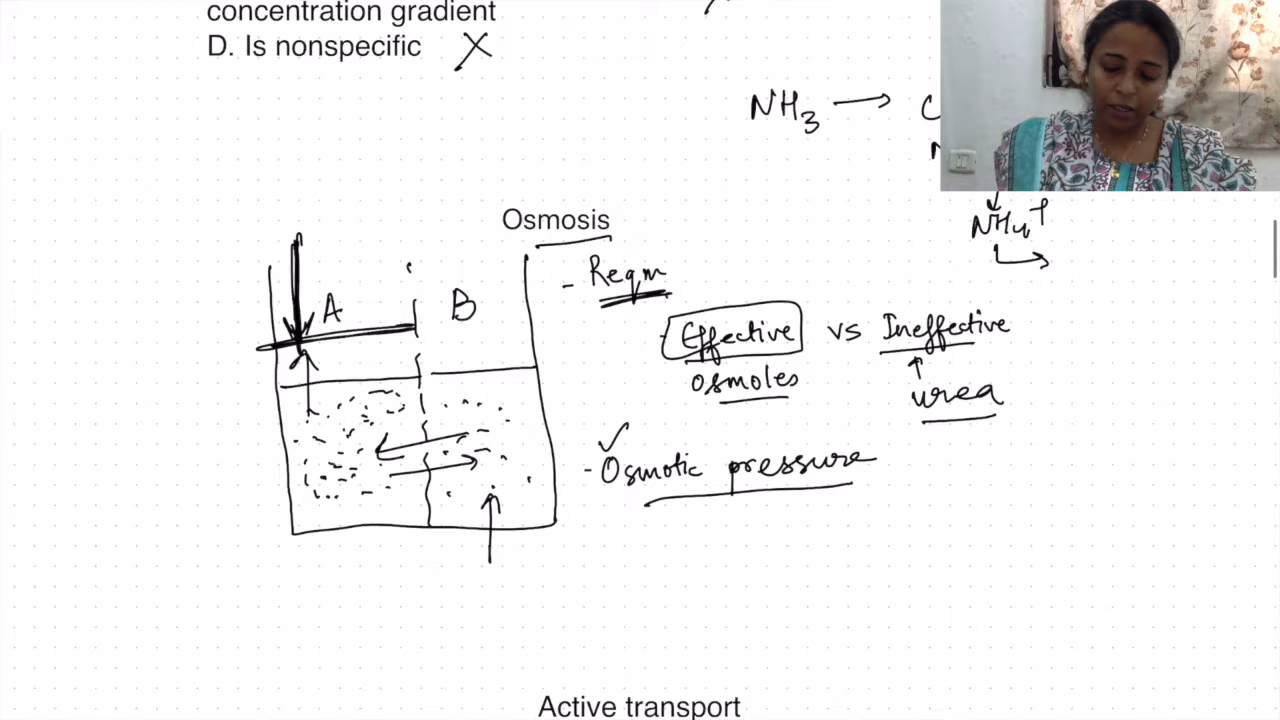 concentration gradient
D. Is nonspecific X
NH3 → C
NH4+
Osmosis
- Reqm
A B
- Effective vs Ineffective
osmoles urea
- Osmotic pressure
Active transport